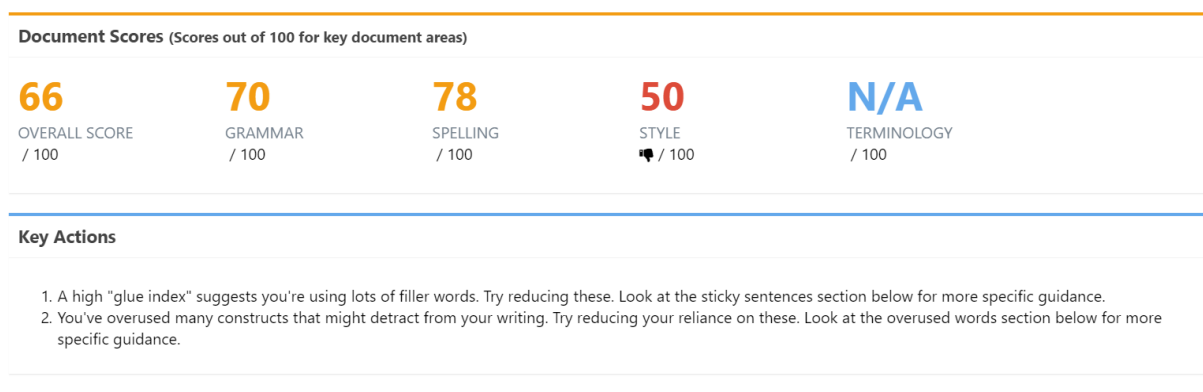 Document Scores (Scores out of 100 for key document areas)
66 70 78 50 N/A
OVERALL SCORE GRAMMAR SPELLING STYLE TERMINOLOGY
/ 100 / 100 / 100 / 100 / 100
Key Actions
1. A high "glue index" suggests you're using lots of filler words. Try reducing these. Look at the sticky sentences section below for more specific guidance.
2. You've overused many constructs that might detract from your writing. Try reducing your reliance on these. Look at the overused words section below for more
specific guidance.